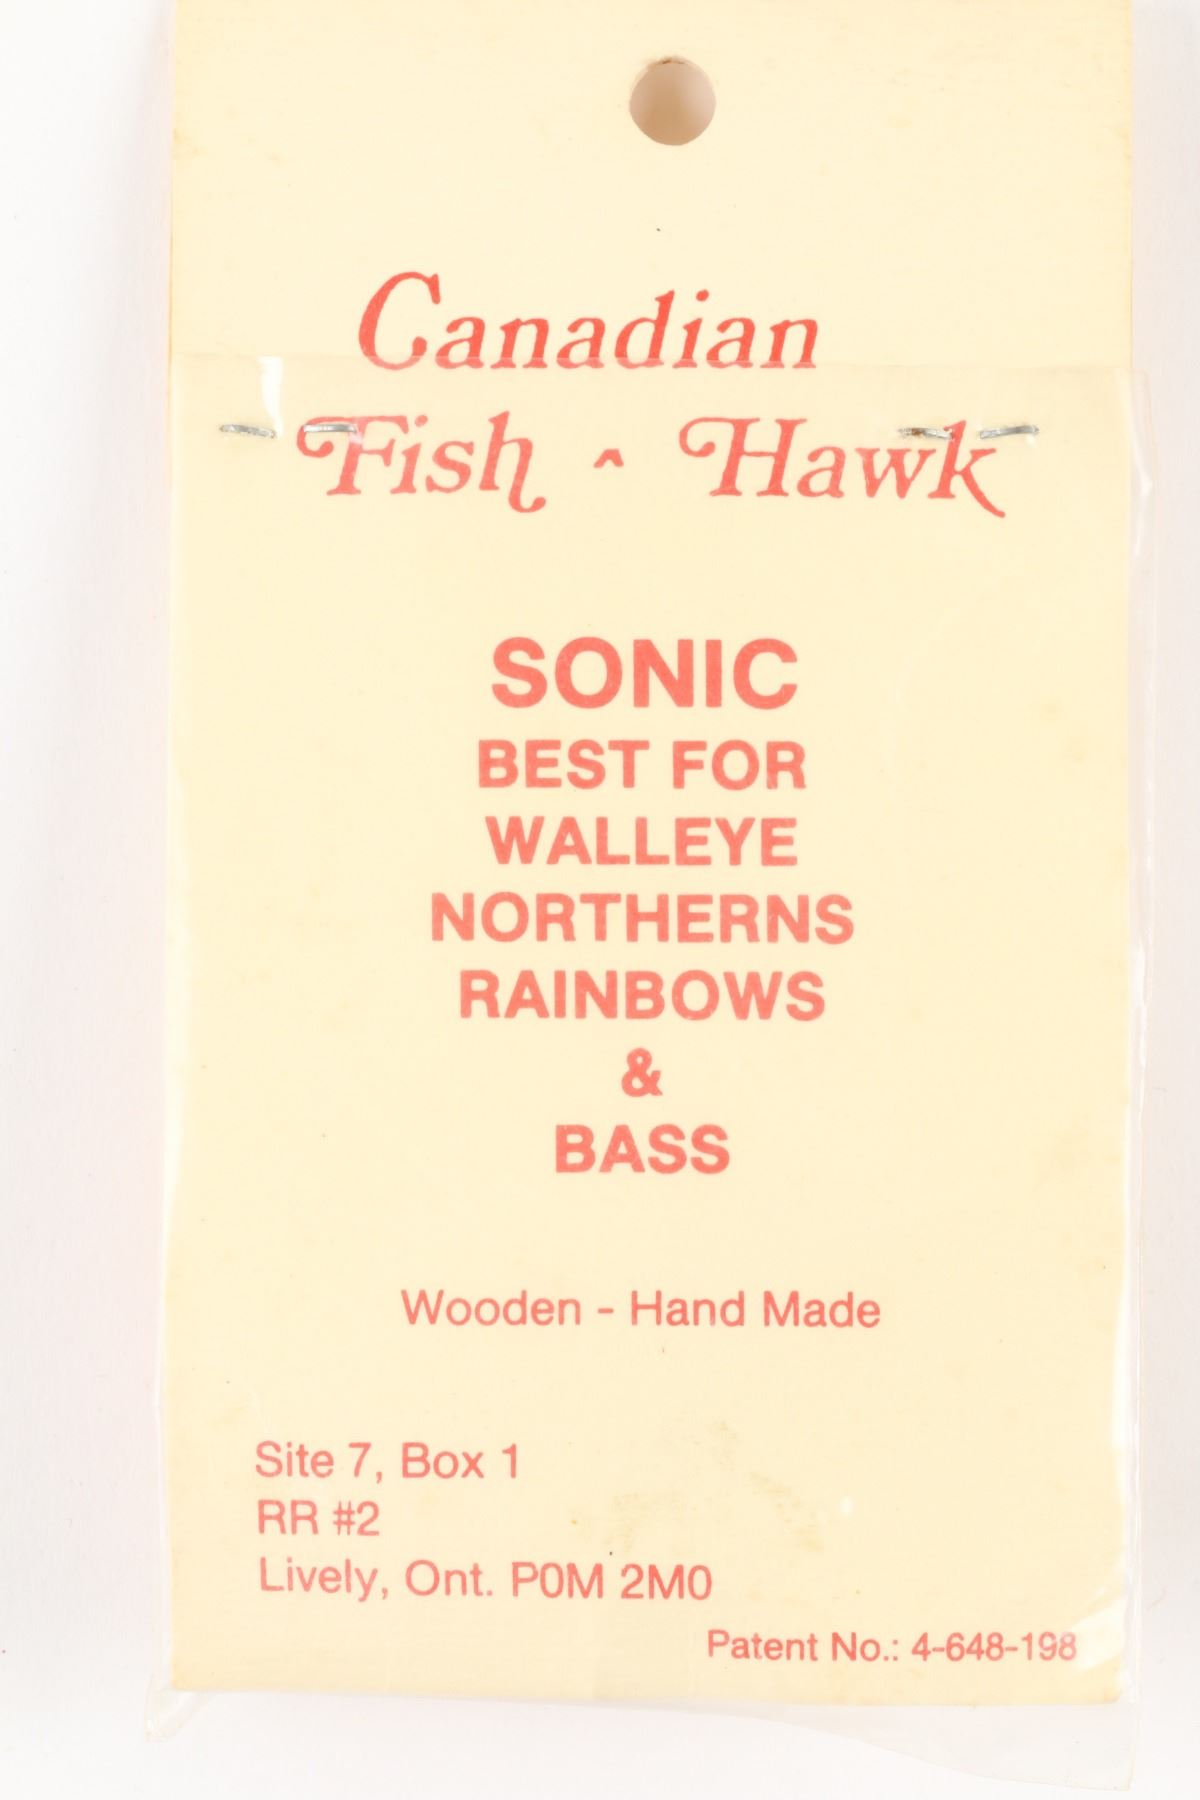 Canadian
Fish - Hawk
SONIC
BEST FOR
WALLEYE
NORTHERNS
RAINBOWS
&
BASS
Wooden - Hand Made
Site 7, Box 1
RR #2
Lively, Ont. P0M 2M0
Patent No.: 4-648-198